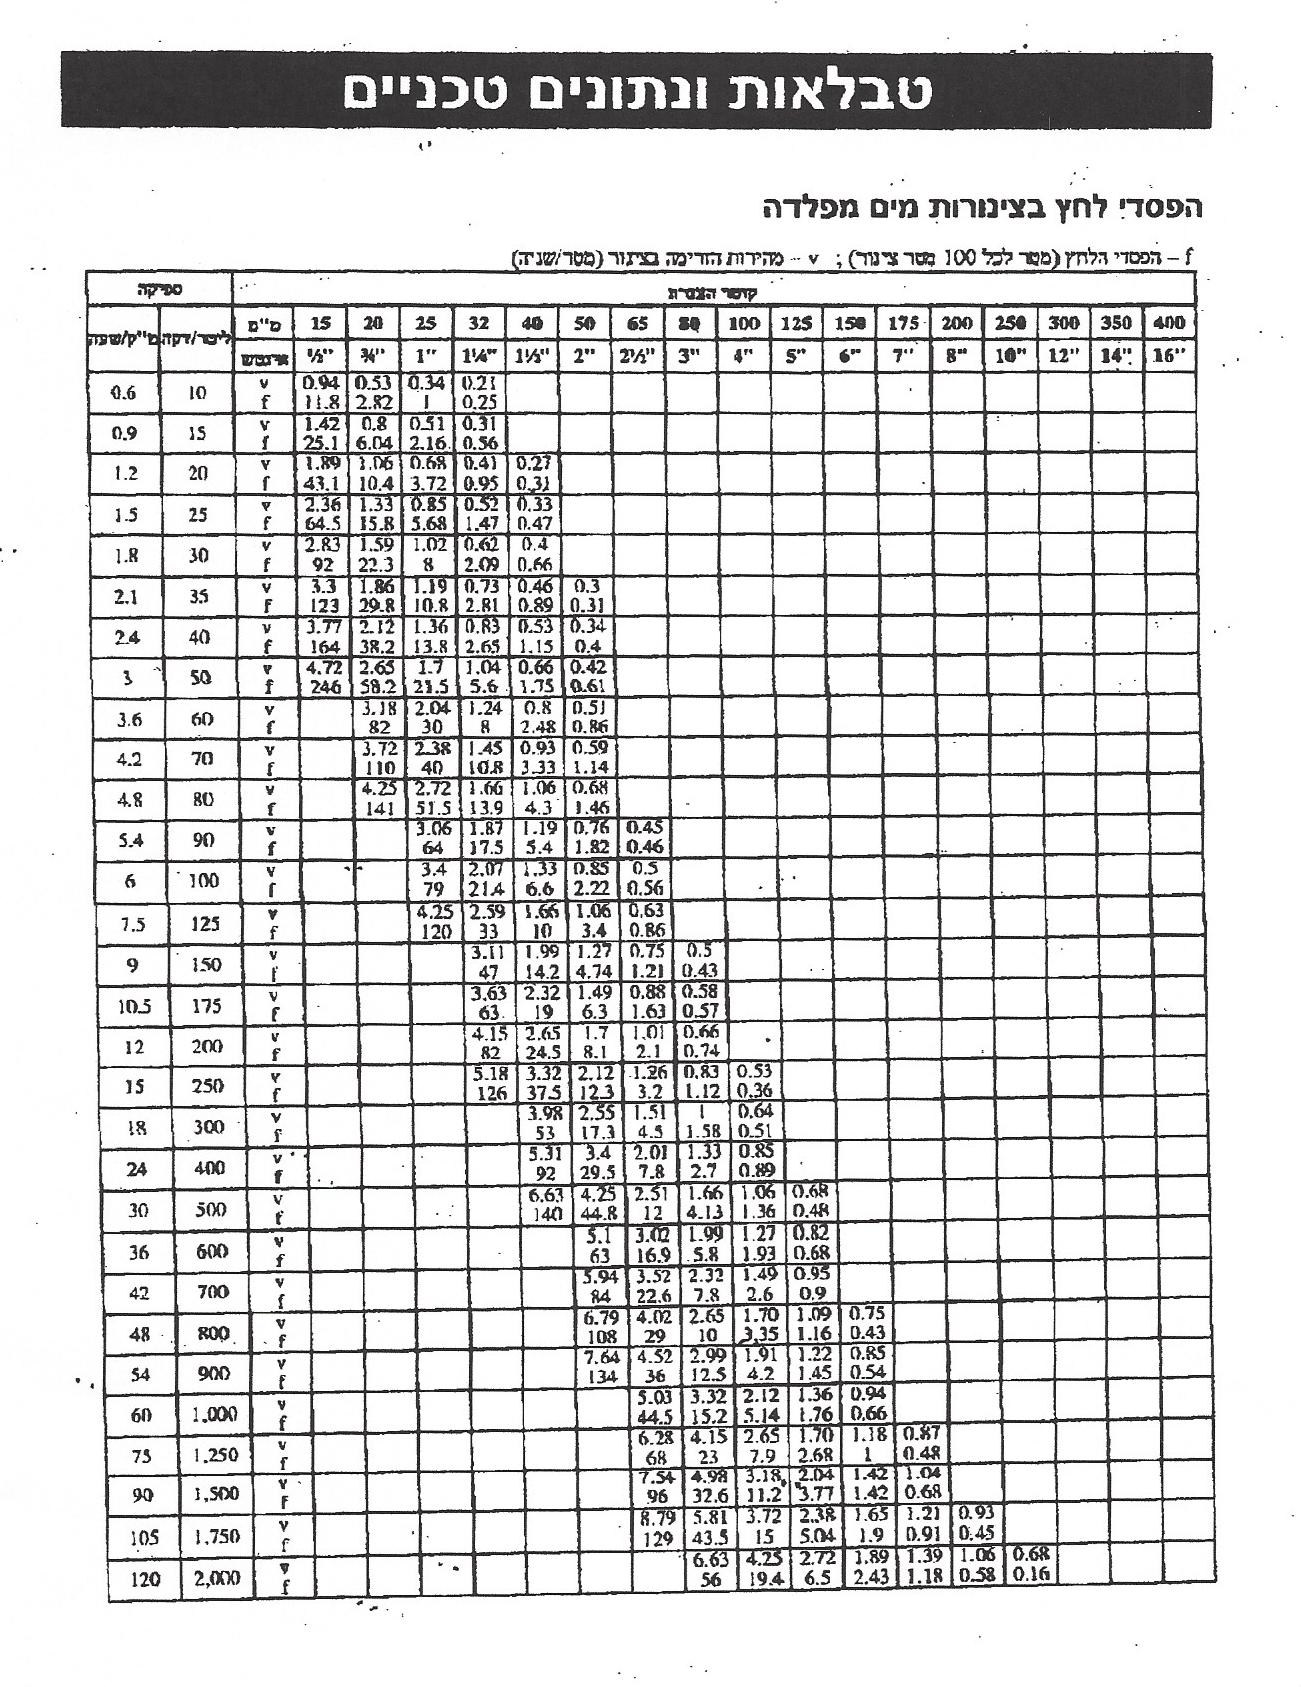 טבלאות ונתונים טכניים
הפסדי לחץ בצינורות מים מפלדה
f – הפסדי הלחץ (מטר לכל 100 מטר צינור) ; v – מהירות הזרימה בצינור (מטר/שניה)
ספיקה קוטר הצנרת
מ"ק/שעה ליטר/דקה מ"מ 15 20 25 32 40 50 65 80 100 125 150 175 200 250 300 350 400
אינטש ½" ¾" 1" 1¼" 1½" 2" 2½" 3" 4" 5" 6" 7" 8" 10" 12" 14" 16"
0.6 10 v 0.94 0.53 0.34 0.21
f 11.8 2.82 1 0.25
0.9 15 v 1.42 0.8 0.51 0.31
f 25.1 6.04 2.16 0.56
1.2 20 v 1.89 1.06 0.68 0.41 0.27
f 43.1 10.4 3.72 0.95 0.31
1.5 25 v 2.36 1.33 0.85 0.52 0.33
f 64.5 15.8 5.68 1.47 0.47
1.8 30 v 2.83 1.59 1.02 0.62 0.4
f 92 22.3 8 2.09 0.66
2.1 35 v 3.3 1.86 1.19 0.73 0.46 0.3
f 123 29.8 10.8 2.81 0.89 0.31
2.4 40 v 3.77 2.12 1.36 0.83 0.53 0.34
f 164 38.2 13.8 2.65 1.15 0.4
3 50 v 4.72 2.65 1.7 1.04 0.66 0.42
f 246 58.2 21.5 5.6 1.75 0.61
3.6 60 v 3.18 2.04 1.24 0.8 0.51
f 82 30 8 2.48 0.86
4.2 70 v 3.72 2.38 1.45 0.93 0.59
f 110 40 10.8 3.33 1.14
4.8 80 v 4.25 2.72 1.66 1.06 0.68
f 141 51.5 13.9 4.3 1.46
5.4 90 v 3.06 1.87 1.19 0.76 0.45
f 64 17.5 5.4 1.82 0.46
6 100 v 3.4 2.07 1.33 0.85 0.5
f 79 21.4 6.6 2.22 0.56
7.5 125 v 4.25 2.59 1.66 1.06 0.63
f 120 33 10 3.4 0.86
9 150 v 3.11 1.99 1.27 0.75 0.5
f 47 14.2 4.74 1.21 0.43
10.5 175 v 3.63 2.32 1.49 0.88 0.58
f 63 19 6.3 1.63 0.57
12 200 v 4.15 2.65 1.7 1.01 0.66
f 82 24.5 8.1 2.1 0.74
15 250 v 5.18 3.32 2.12 1.26 0.83 0.53
f 126 37.5 12.3 3.2 1.12 0.36
18 300 v 3.98 2.55 1.51 1 0.64
f 53 17.3 4.5 1.58 0.51
24 400 v 5.31 3.4 2.01 1.33 0.85
f 92 29.5 7.8 2.7 0.89
30 500 v 6.63 4.25 2.51 1.66 1.06 0.68
f 140 44.8 12 4.13 1.36 0.48
36 600 v 5.1 3.02 1.99 1.27 0.82
f 63 16.9 5.8 1.93 0.68
42 700 v 5.94 3.52 2.32 1.49 0.95
f 84 22.6 7.8 2.6 0.9
48 800 v 6.79 4.02 2.65 1.70 1.09 0.75
f 108 29 10 3.35 1.16 0.43
54 900 v 7.64 4.52 2.99 1.91 1.22 0.85
f 134 36 12.5 4.2 1.45 0.54
60 1,000 v 5.03 3.32 2.12 1.36 0.94
f 44.5 15.2 5.14 1.76 0.66
75 1,250 v 6.28 4.15 2.65 1.70 1.18 0.87
f 68 23 7.9 2.68 1 0.48
90 1,500 v 7.54 4.98 3.18 2.04 1.42 1.04
f 96 32.6 11.2 3.77 1.42 0.68
105 1,750 v 8.79 5.81 3.72 2.38 1.65 1.21 0.93
f 129 43.5 15 5.04 1.9 0.91 0.45
120 2,000 v 6.63 4.25 2.72 1.89 1.39 1.06 0.68
f 56 19.4 6.5 2.43 1.18 0.58 0.16